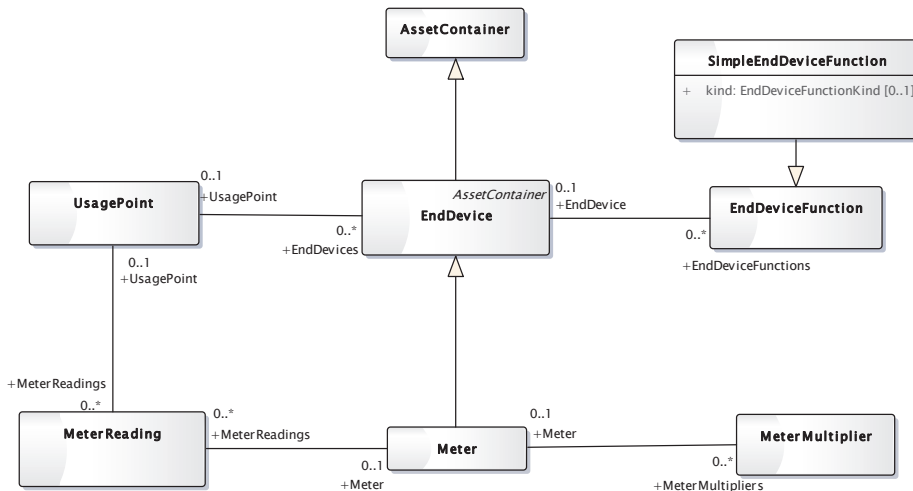 AssetContainer
SimpleEndDeviceFunction
+ kind: EndDeviceFunctionKind [0..1]
0..1
+UsagePoint
UsagePoint
AssetContainer
EndDevice
0..1
+EndDevice
EndDeviceFunction
0..*
+EndDevices
0..*
+EndDeviceFunctions
0..1
+UsagePoint
+MeterReadings
0..*
MeterReading
0..*
+MeterReadings
Meter
0..1
+Meter
0..1
+Meter
MeterMultiplier
0..*
+MeterMultipliers